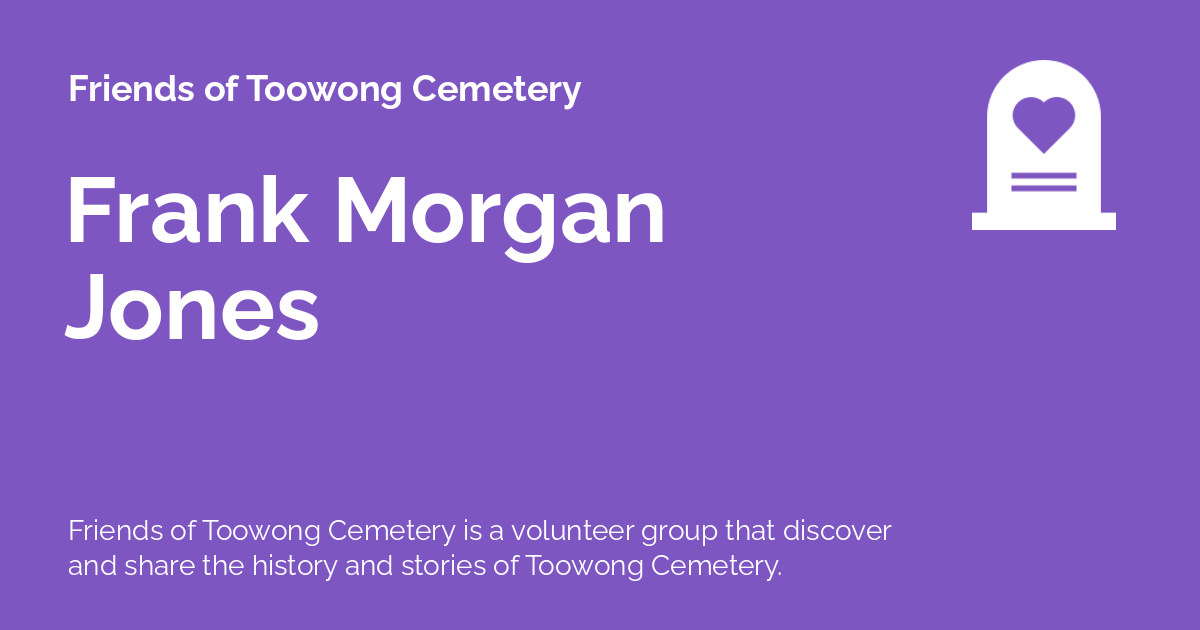 Friends of Toowong Cemetery
Frank Morgan
Jones
Friends of Toowong Cemetery is a volunteer group that discover
and share the history and stories of Toowong Cemetery.